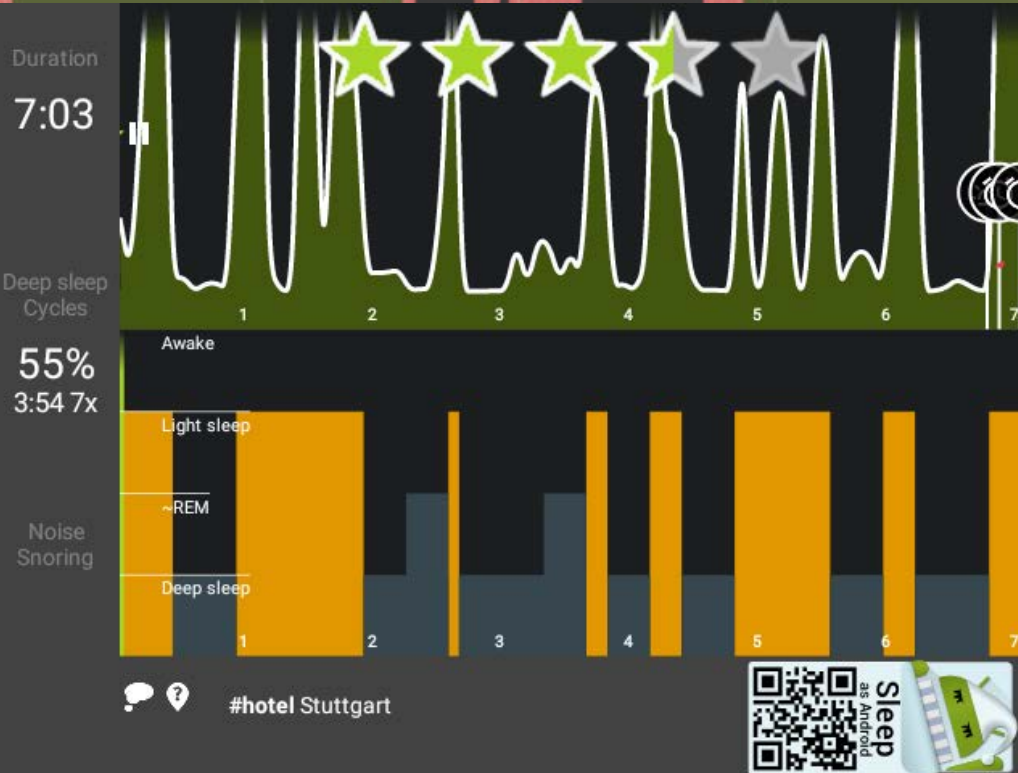 Duration
7:03
Deep sleep
Cycles
55%
3:54 7x
Noise
Snoring
1 2 3 4 5 6 7
Awake
Light sleep
~REM
Deep sleep
1 2 3 4 5 6 7
#hotel Stuttgart
Sleep
as Android